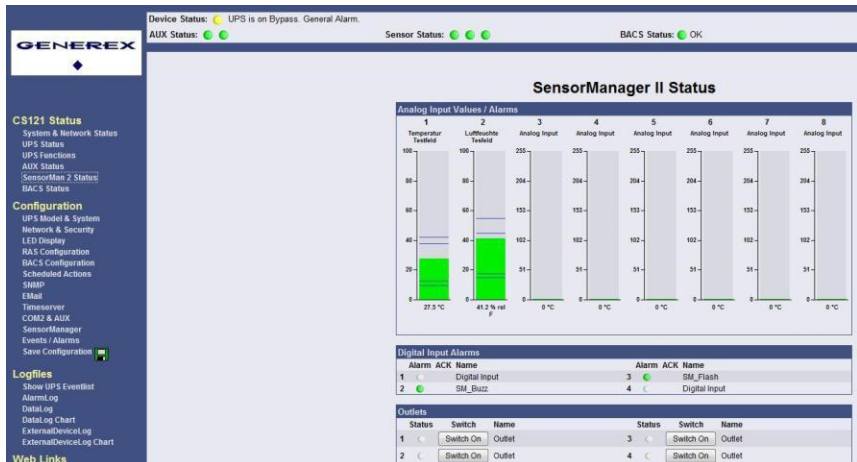 Device Status: UPS is on Bypass. General Alarm.
AUX Status: Sensor Status: BACS Status: OK
GENEREX
SensorManager II Status
CS121 Status
System & Network Status
UPS Status
UPS Functions
AUX Status
SensorMan 2 Status
BACS Status
Configuration
UPS Model & System
Network & Security
LED Display
RAS Configuration
BACS Configuration
Scheduled Actions
SNMP
EMail
Timeserver
COM2 & AUX
SensorManager
Events / Alarms
Save Configuration
Logfiles
Show UPS Eventlist
AlarmLog
DataLog
DataLog Chart
ExternalDeviceLog
ExternalDeviceLog Chart
Web Links
Analog Input Values / Alarms
1 2 3 4 5 6 7 8
Temperatur Luftfeuchte Analog Input Analog Input Analog Input Analog Input Analog Input Analog Input
Testfeld Tesfeld
100 100 255 255 255 255 255 255
80 80 204 204 204 204 204 204
60 60 153 153 153 153 153 153
40 40 102 102 102 102 102 102
20 20 51 51 51 51 51 51
0 0 0 0 0 0 0 0
27.3 °C 41.2 % rel 0 °C 0 °C 0 °C 0 °C 0 °C 0 °C
F
Digital Input Alarms
Alarm ACK Name Alarm ACK Name
1 Digital Input 3 SM_Flash
2 SM_Buzz 4 Digital Input
Outlets
Status Switch Name Status Switch Name
1 Switch On Outlet 3 Switch On Outlet
2 Switch On Outlet 4 Switch On Outlet